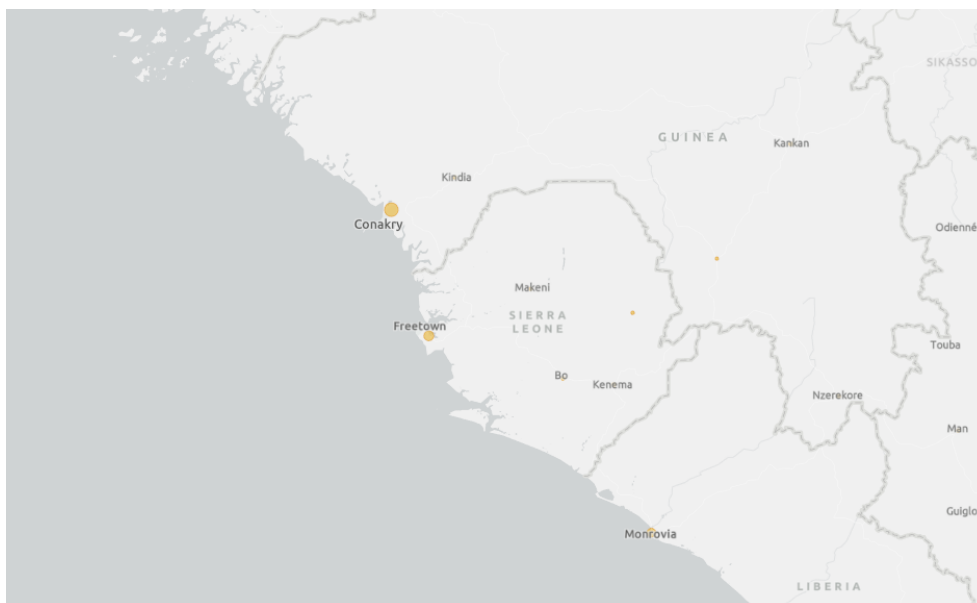 SIKASSO
GUINEA
Kankan
Kindia
Conakry
Odienné
Makeni
SIERRA
LEONE
Freetown
Touba
Bo
Kenema
Nzerekore
Man
Guiglo
Monrovia
LIBERIA